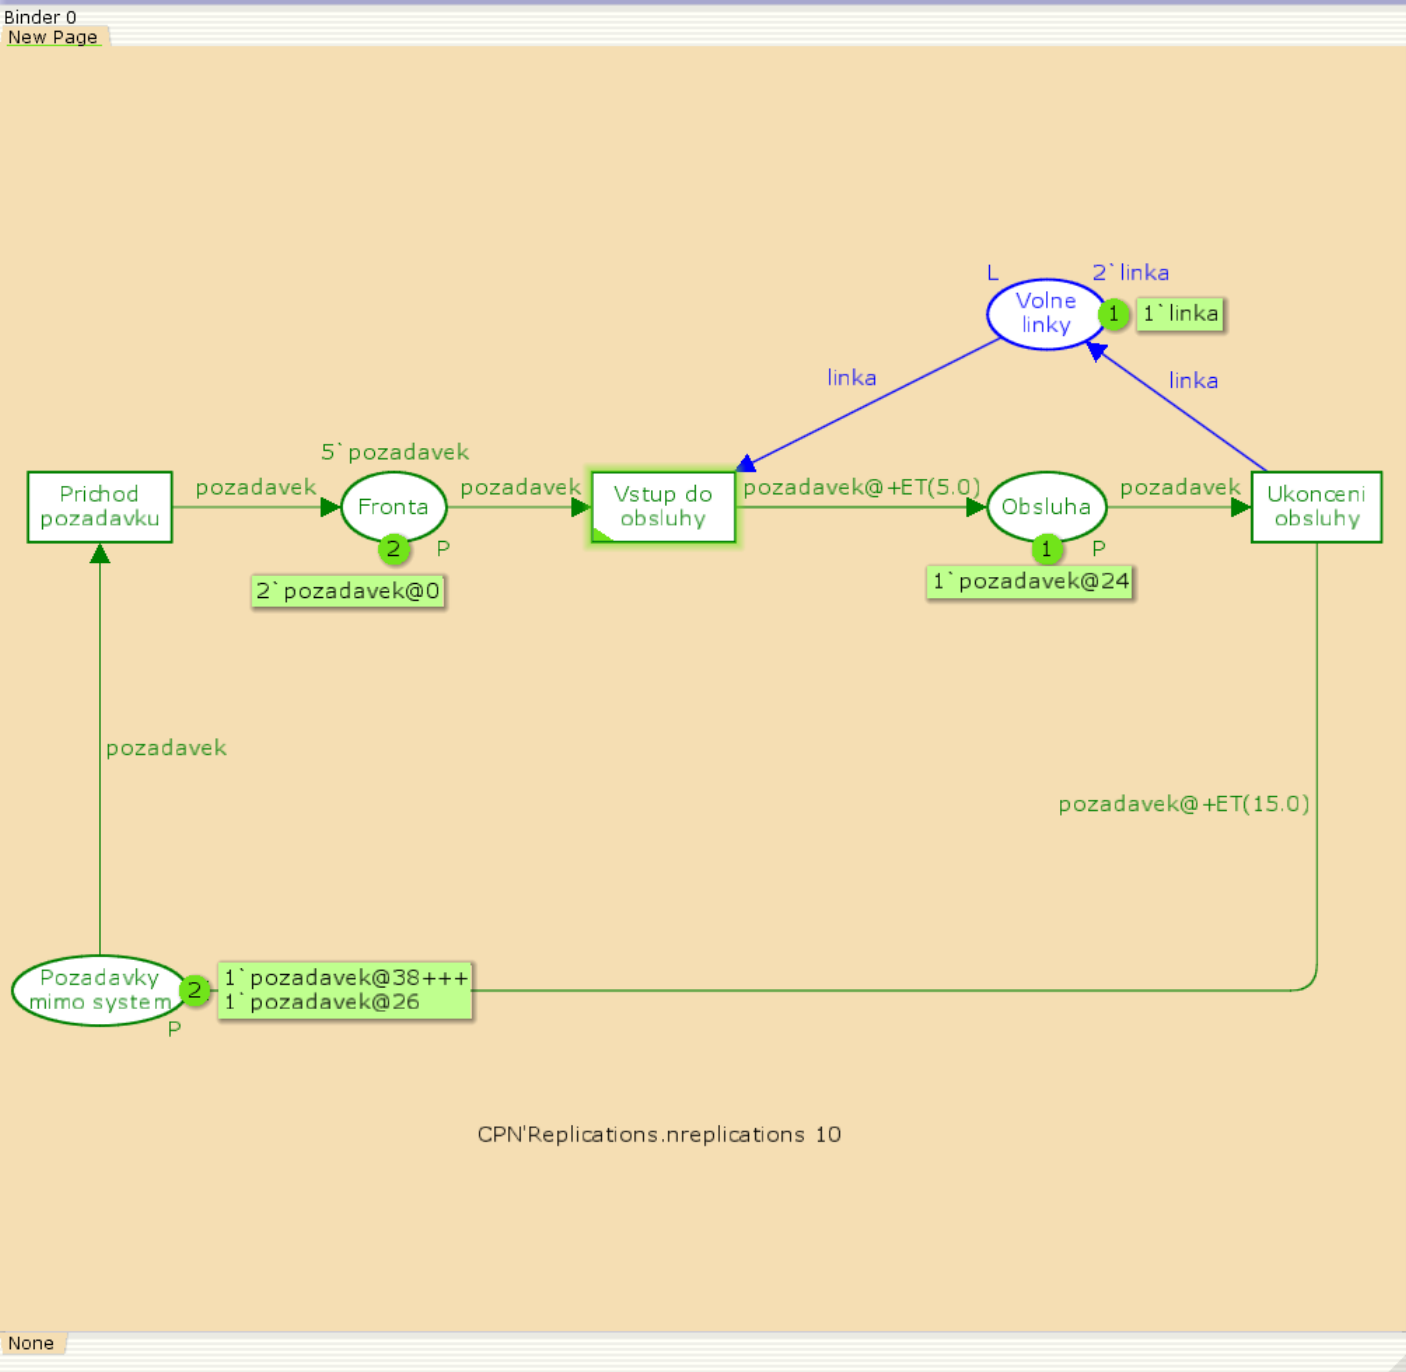 Binder 0
New Page
L
2`linka
Volne
linky
1
1`linka
linka
linka
5`pozadavek
Prichod
pozadavku
pozadavek
Fronta
pozadavek
Vstup do
obsluhy
pozadavek@+ET(5.0)
Obsluha
pozadavek
Ukonceni
obsluhy
2
P
1
P
2`pozadavek@0
1`pozadavek@24
pozadavek
pozadavek@+ET(15.0)
Pozadavky
mimo system
2
1`pozadavek@38+++
1`pozadavek@26
P
CPN'Replications.nreplications 10
None